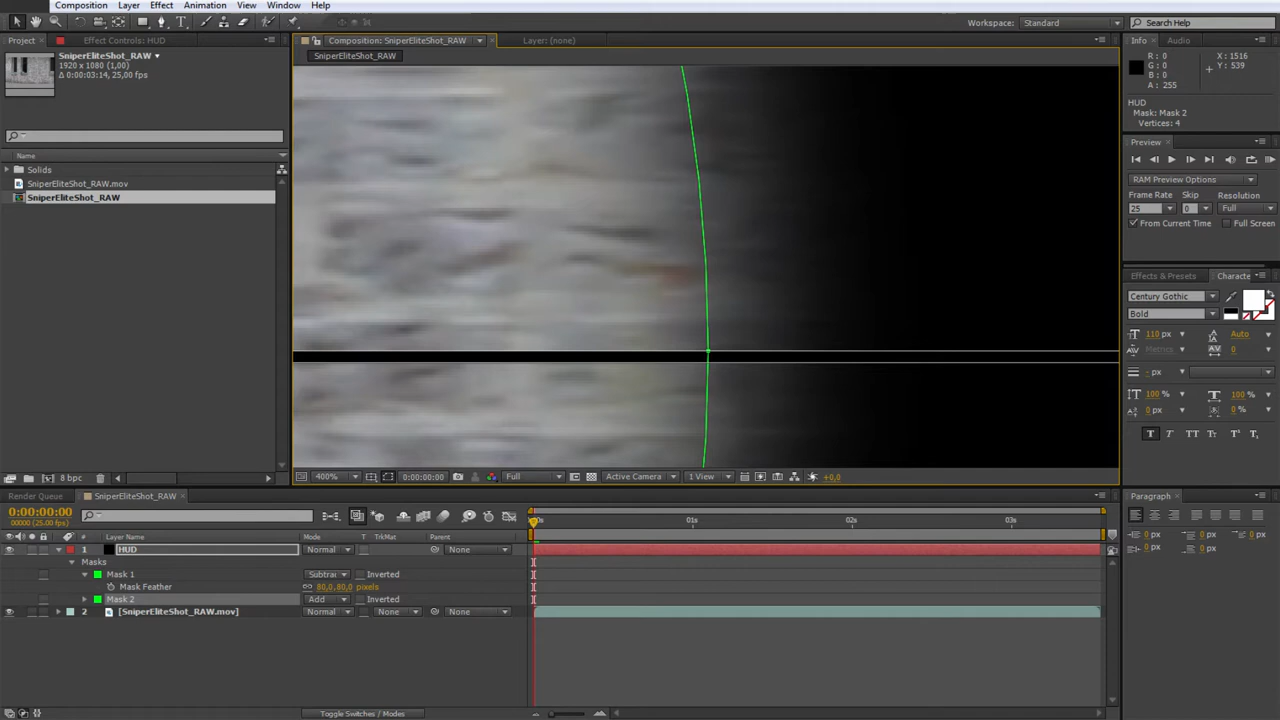 Composition Layer Effect Animation View Window Help
Workspace: Standard Search Help
Project Effect Controls: HUD
Composition: SniperEliteShot_RAW Layer: (none)
Info Audio
SniperEliteShot_RAW
1920 x 1080 (1,00)
Δ 0:00:03:14, 25,00 fps
SniperEliteShot_RAW
R: 0 X: 1516
G: 0 Y: 539
B: 0
A: 255
HUD
Mask: Mask 2
Vertices: 4
Name
Solids
SniperEliteShot_RAW.mov
SniperEliteShot_RAW
Preview
RAM Preview Options
Frame Rate Skip Resolution
25 0 Full
From Current Time Full Screen
Effects & Presets Characte
Century Gothic
Bold
110 px Auto
Metrics 0
- px
100 % 100 %
0 px 0 %
T T TT TT T T
8 bpc
400% 0:00:00:00 Full Active Camera 1 View +0,0
Render Queue SniperEliteShot_RAW
0:00:00:00
00000 (25.00 fps)
# Layer Name Mode T TrkMat Parent
1 HUD Normal None
Masks
Mask 1 Subtrac Inverted
Mask Feather 80,0,80,0 pixels
Mask 2 Add Inverted
2 [SniperEliteShot_RAW.mov] Normal None None
01s 02s 03s
Paragraph
0 px 0 px 0 px
0 px 0 px
Toggle Switches / Modes